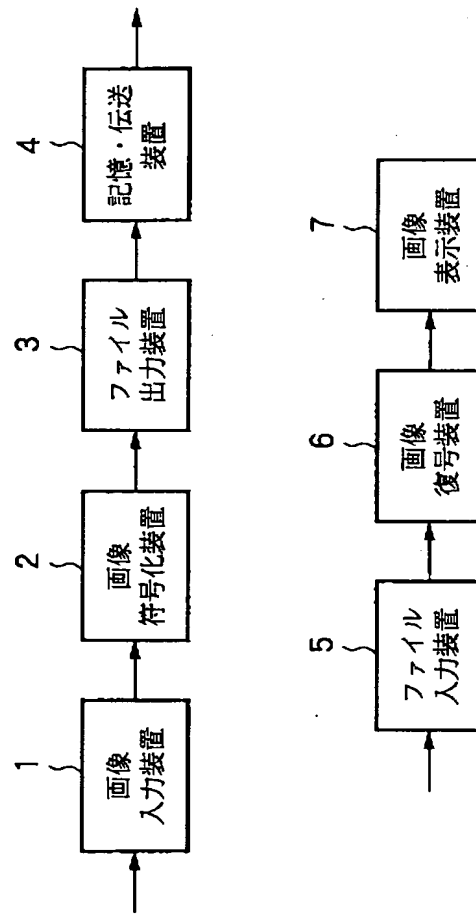 1
画像
入力装置
2
画像
符号化装置
3
ファイル
出力装置
4
記憶・伝送
装置
5
ファイル
入力装置
6
画像
復号装置
7
画像
表示装置